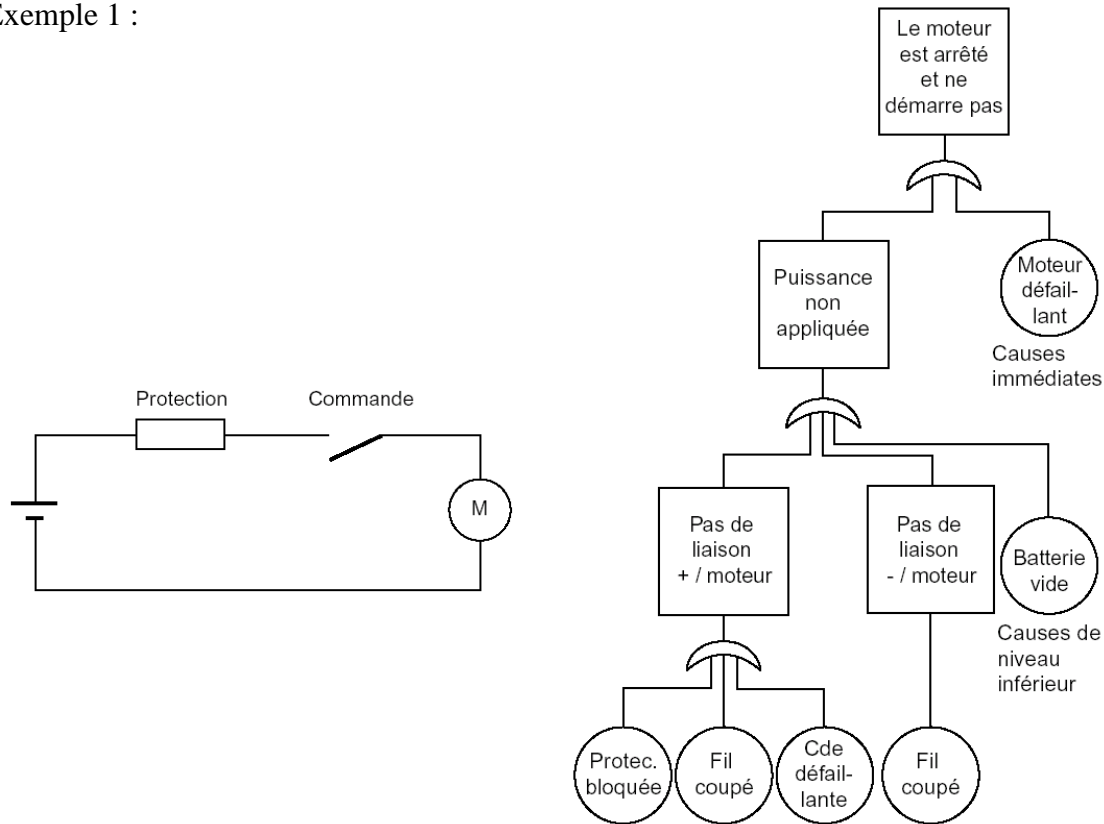 Exemple 1 :
Le moteur
est arrêté
et ne
démarre pas
Puissance
non
appliquée
Moteur
défail-
lant
Causes
immédiates
Protection
Commande
M
Pas de
liaison
+ / moteur
Pas de
liaison
- / moteur
Batterie
vide
Causes de
niveau
inférieur
Protec.
bloquée
Fil
coupé
Cde
défail-
lante
Fil
coupé